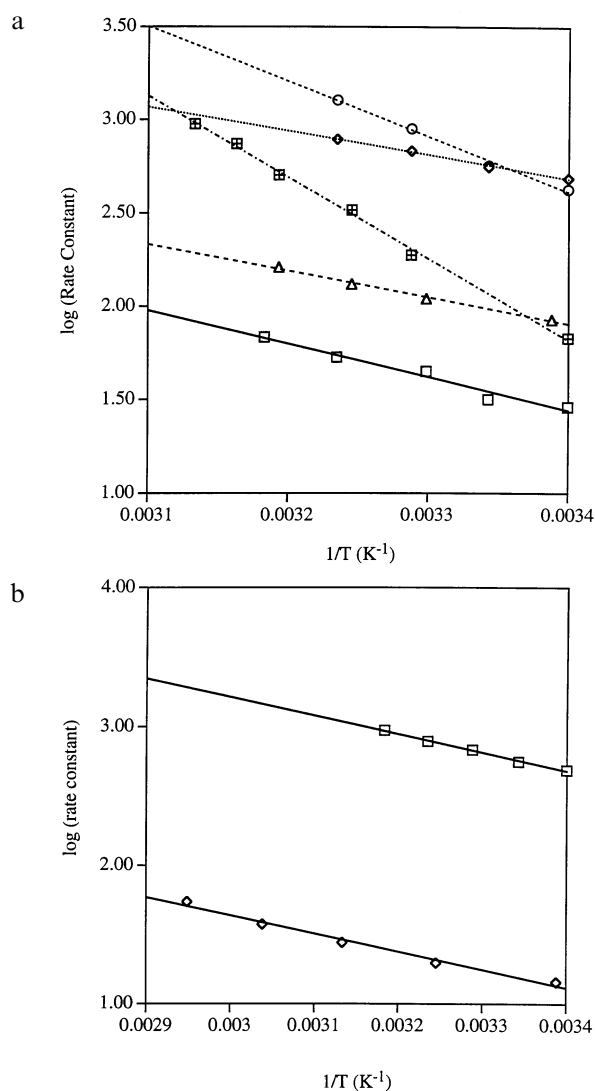 a
3.50
3.00
2.50
2.00
1.50
1.00
log (Rate Constant)
0.0031 0.0032 0.0033 0.0034
1/T (K-1)
b
4.00
3.00
2.00
1.00
log (rate constant)
0.0029 0.003 0.0031 0.0032 0.0033 0.0034
1/T (K-1)